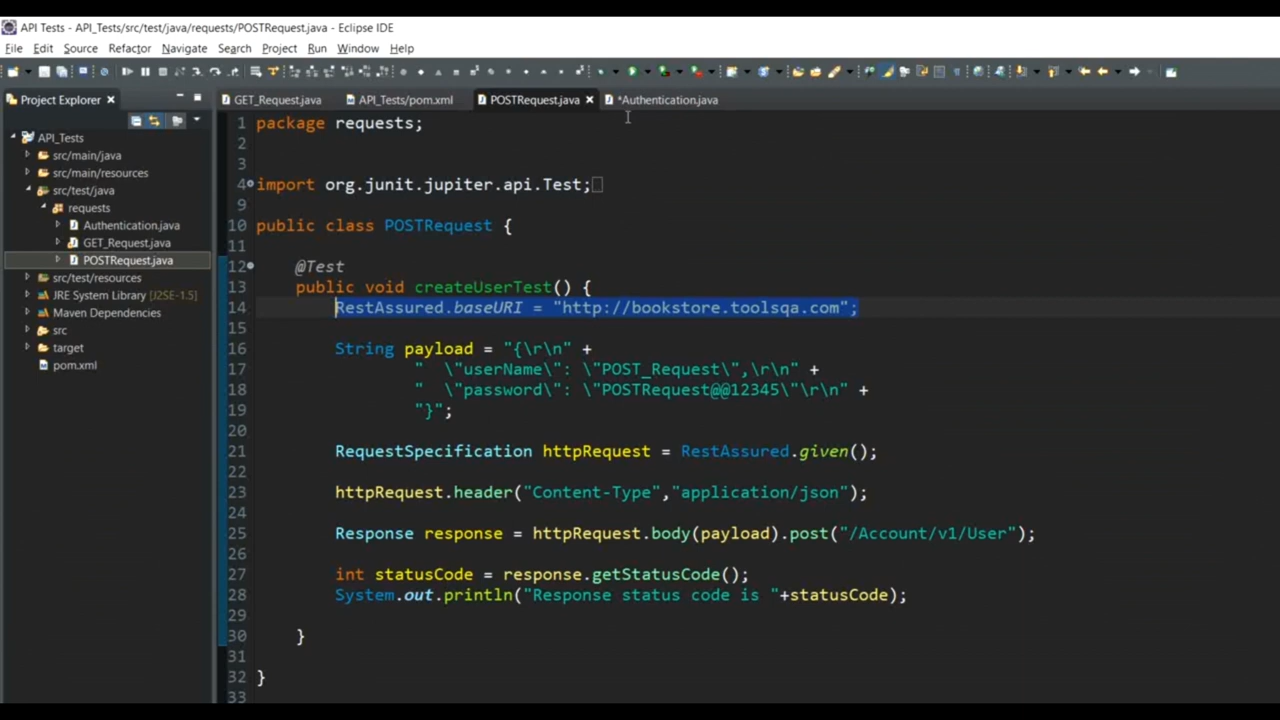 API Tests - API_Tests/src/test/java/requests/POSTRequest.java - Eclipse IDE
File Edit Source Refactor Navigate Search Project Run Window Help
Project Explorer
GET_Request.java API_Tests/pom.xml POSTRequest.java *Authentication.java
API_Tests
src/main/java
src/main/resources
src/test/java
requests
Authentication.java
GET_Request.java
POSTRequest.java
src/test/resources
JRE System Library [J2SE-1.5]
Maven Dependencies
src
target
pom.xml
1 package requests;
2
3
4 import org.junit.jupiter.api.Test;
9
10 public class POSTRequest {
11
12 @Test
13 public void createUserTest() {
14 RestAssured.baseURI = "http://bookstore.toolsqa.com";
15
16 String payload = "{\r\n" +
17 " \"userName\": \"POST_Request\",\r\n" +
18 " \"password\": \"POSTRequest@@12345\"\r\n" +
19 "}";
20
21 RequestSpecification httpRequest = RestAssured.given();
22
23 httpRequest.header("Content-Type","application/json");
24
25 Response response = httpRequest.body(payload).post("/Account/v1/User");
26
27 int statusCode = response.getStatusCode();
28 System.out.println("Response status code is "+statusCode);
29
30 }
31
32 }
33